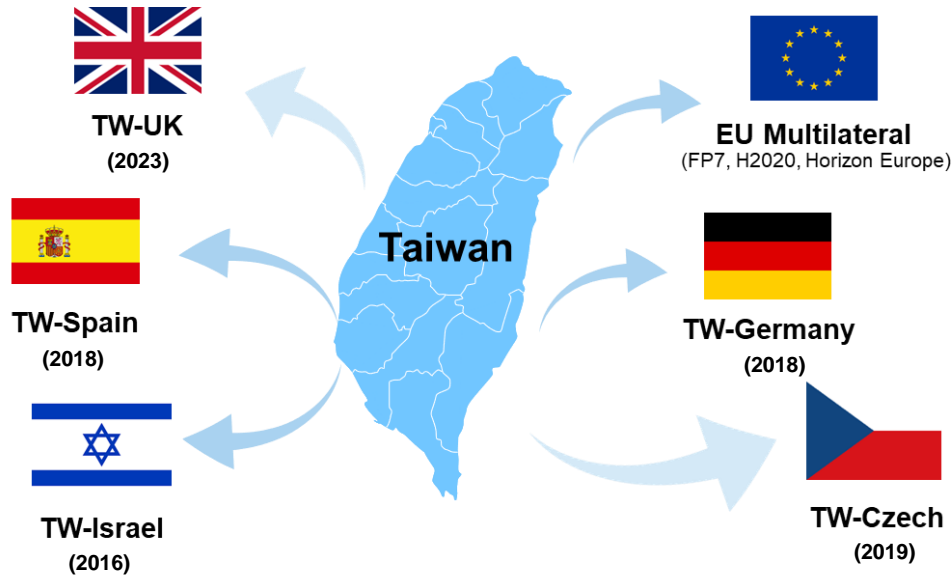 TW-UK
(2023)
EU Multilateral
(FP7, H2020, Horizon Europe)
Taiwan
TW-Spain
(2018)
TW-Germany
(2018)
TW-Israel
(2016)
TW-Czech
(2019)